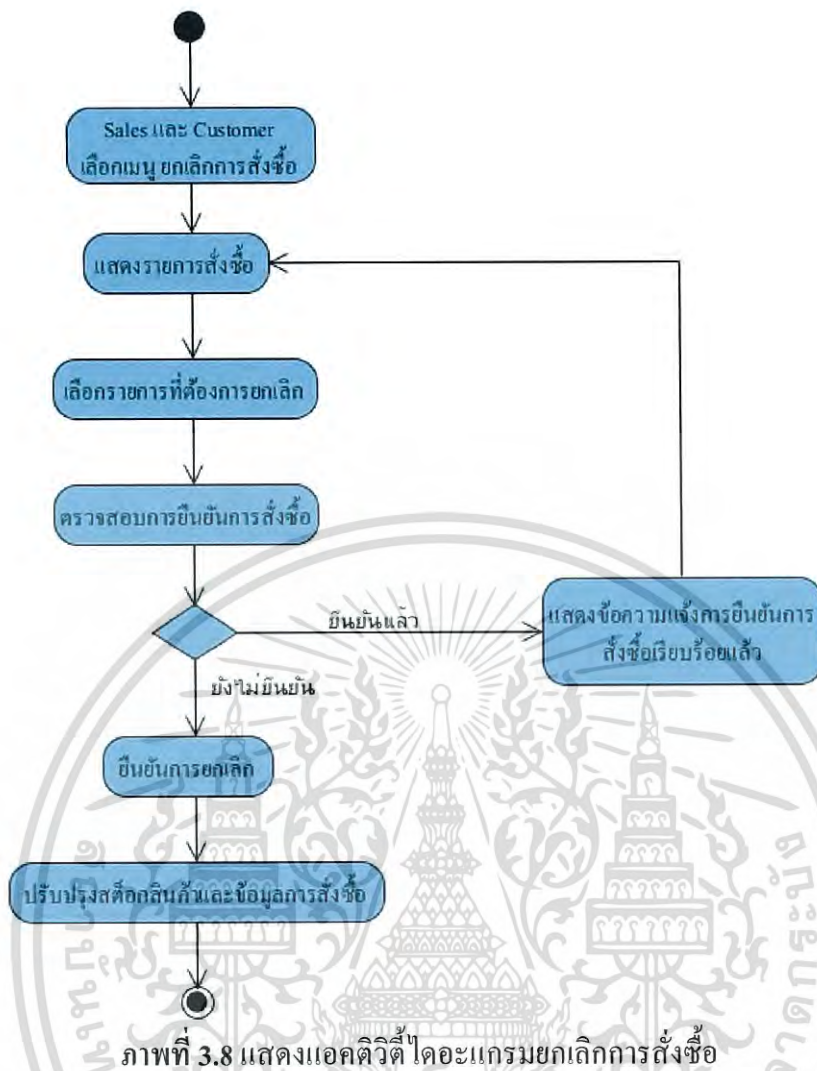 Sales และ Customer
เลือกเมนู ยกเลิกการสั่งซื้อ
แสดงรายการสั่งซื้อ
เลือกรายการที่ต้องการยกเลิก
ตรวจสอบการยืนยันการสั่งซื้อ
ยืนยันแล้ว
แสดงข้อความแจ้งการยืนยันการ
สั่งซื้อเรียบร้อยแล้ว
ยังไม่ยืนยัน
ยืนยันการยกเลิก
ปรับปรุงสต็อกสินค้าและข้อมูลการสั่งซื้อ
ภาพที่ 3.8 แสดงแอคติวิตี้ไดอะแกรมยกเลิกการสั่งซื้อ